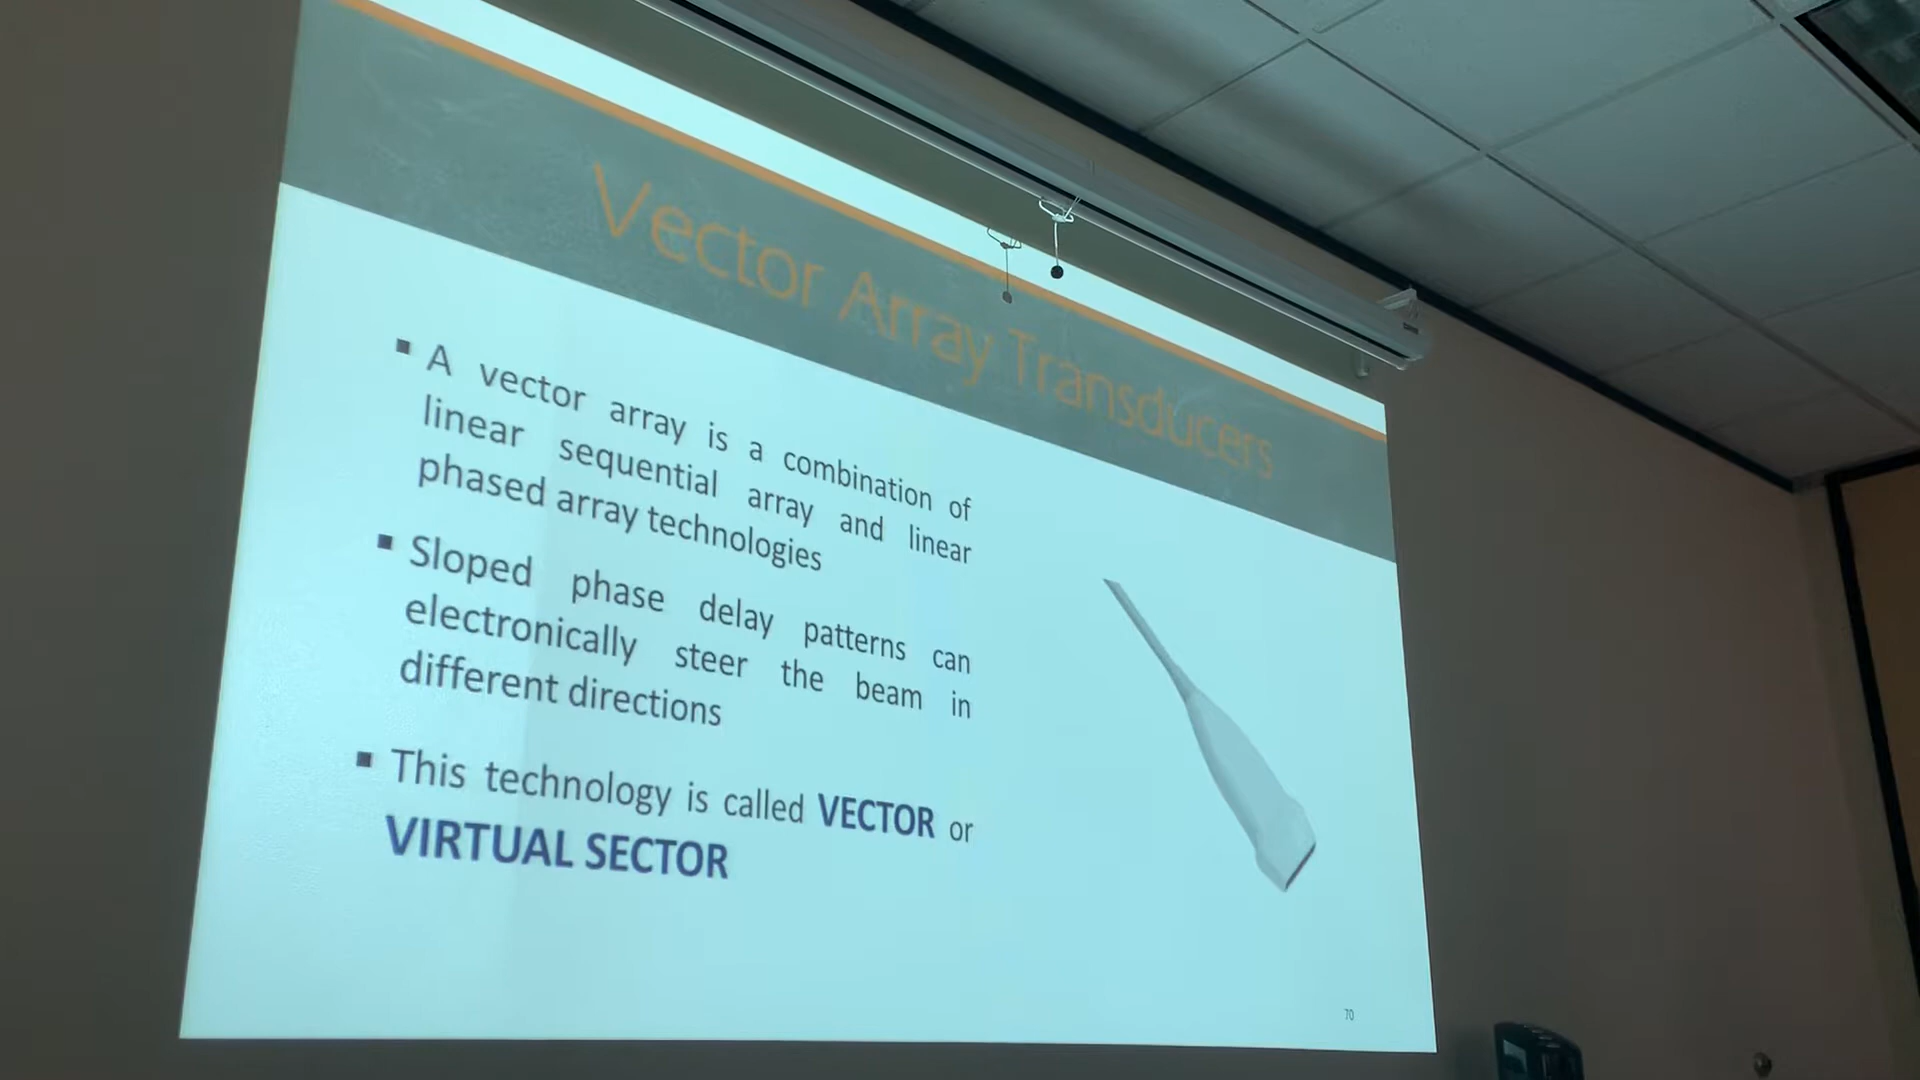 Vector Array Transducers
▪ A vector array is a combination of
linear sequential array and linear
phased array technologies
▪ Sloped phase delay patterns can
electronically steer the beam in
different directions
▪ This technology is called VECTOR or
VIRTUAL SECTOR
70